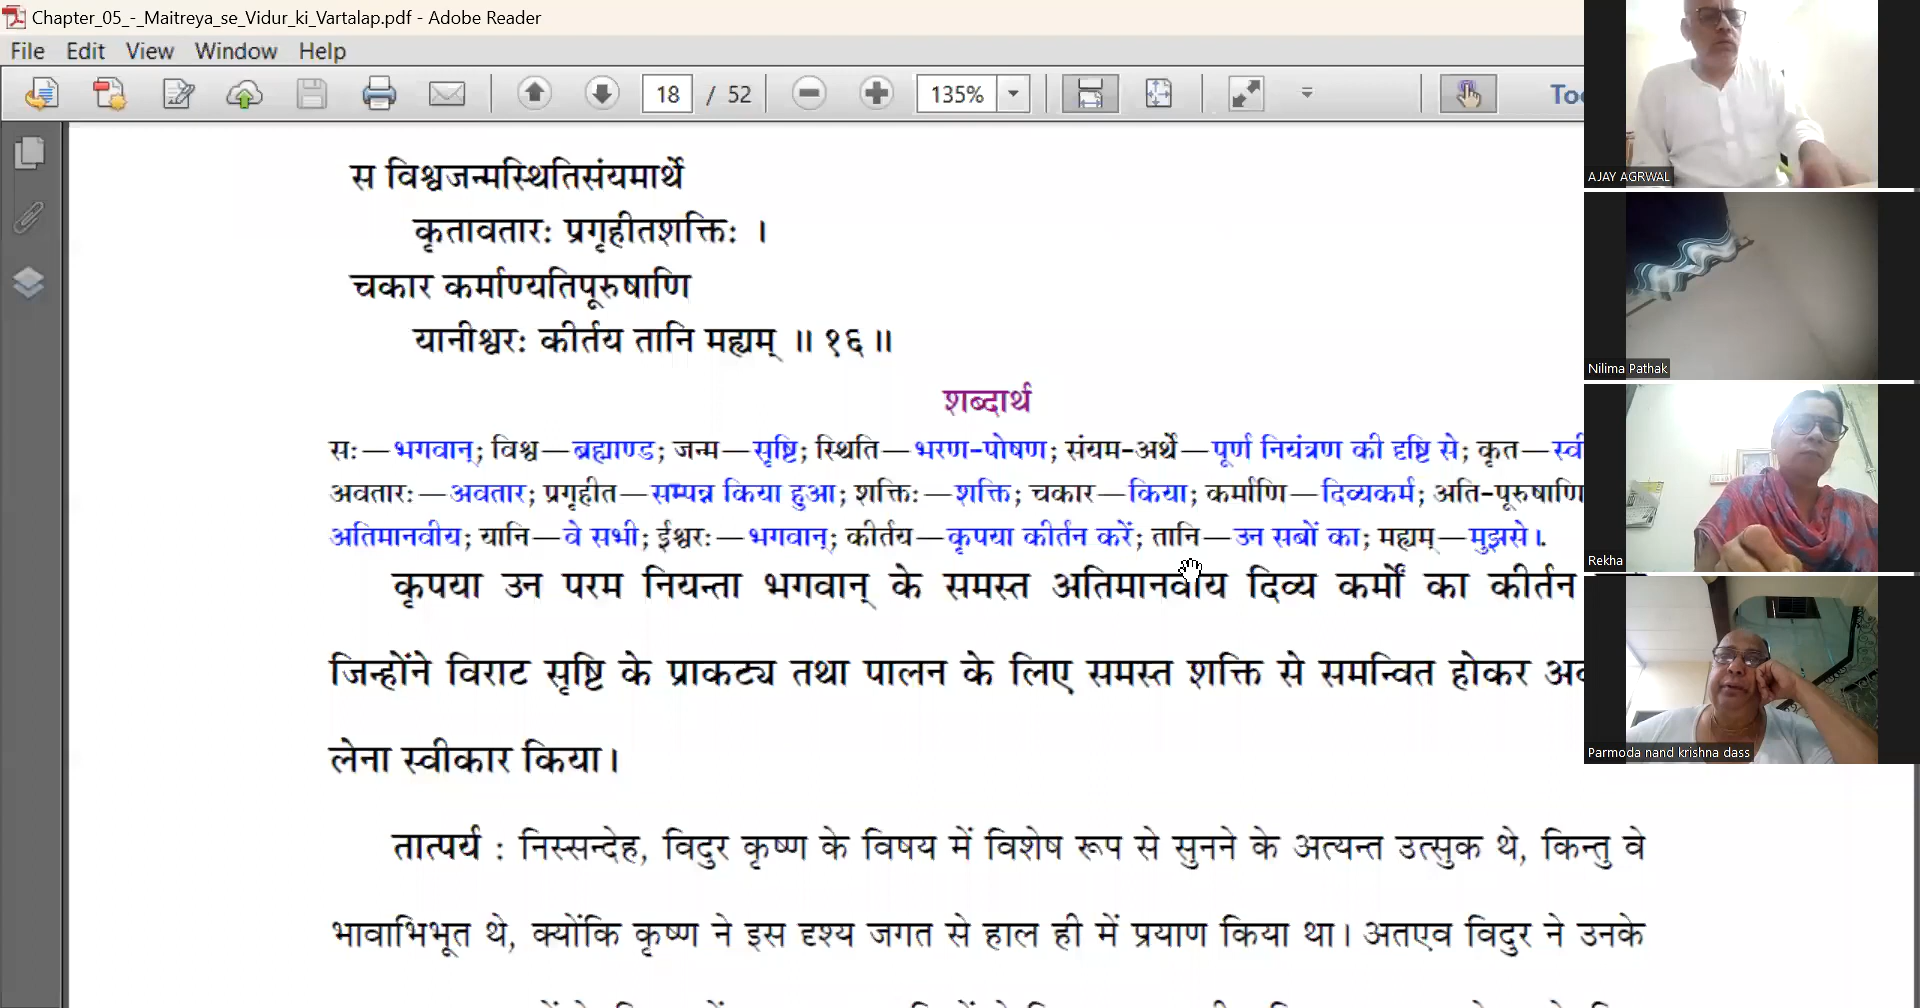 Chapter_05_-_Maitreya_se_Vidur_ki_Vartalap.pdf - Adobe Reader
File Edit View Window Help
18 / 52 135%
स विश्वजन्मस्थितिसंयमार्थे
कृतावतारः प्रगृहीतशक्तिः ।
चकार कर्माण्यतिपूरुषाणि
यानीश्वरः कीर्तय तानि मह्यम् ॥ १६ ॥
शब्दार्थ
सः—भगवान्; विश्व—ब्रह्माण्ड; जन्म—सृष्टि; स्थिति—भरण-पोषण; संयम-अर्थे—पूर्ण नियंत्रण की दृष्टि से; कृत—
अवतारः—अवतार; प्रगृहीत—सम्पन्न किया हुआ; शक्तिः—शक्ति; चकार—किया; कर्माणि—दिव्यकर्म; अति-पूरुषाणि
अतिमानवीय; यानि—वे सभी; ईश्वरः—भगवान्; कीर्तय—कृपया कीर्तन करें; तानि—उन सबों का; मह्यम्—मुझसे।.
कृपया उन परम नियन्ता भगवान् के समस्त अतिमानवीय दिव्य कर्मों का कीर्तन
जिन्होंने विराट सृष्टि के प्राकट्य तथा पालन के लिए समस्त शक्ति से समन्वित होकर
लेना स्वीकार किया।
तात्पर्य : निस्सन्देह, विदुर कृष्ण के विषय में विशेष रूप से सुनने के अत्यन्त उत्सुक थे, किन्तु वे
भावाभिभूत थे, क्योंकि कृष्ण ने इस दृश्य जगत से हाल ही में प्रयाण किया था। अतएव विदुर ने उनके
AJAY AGRWAL
Nilima Pathak
Rekha
Parmoda nand krishna dass